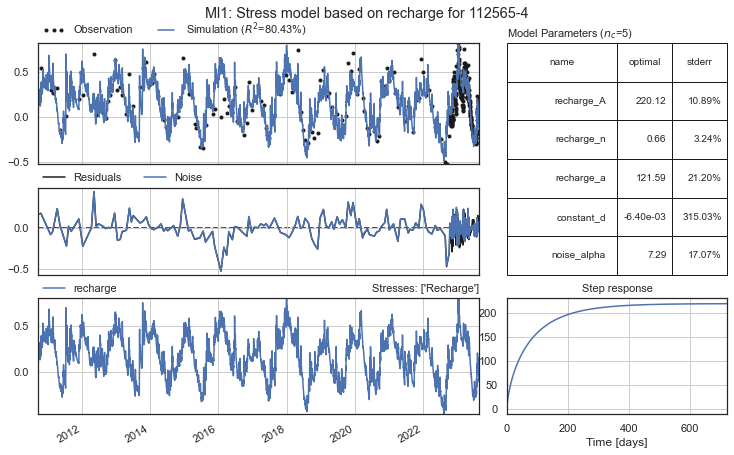 Ml1: Stress model based on recharge for 112565-4
Observation Simulation (R²=80.43%)
0.5
0.0
−0.5
Model Parameters (n_c=5)
name optimal stderr
recharge_A 220.12 10.89%
recharge_n 0.66 3.24%
recharge_a 121.59 21.20%
constant_d -6.40e-03 315.03%
noise_alpha 7.29 17.07%
Residuals Noise
0.0
−0.5
recharge Stresses: ['Recharge']
0.5
0.0
2012 2014 2016 2018 2020 2022
Step response
200
150
100
50
0
0 200 400 600
Time [days]